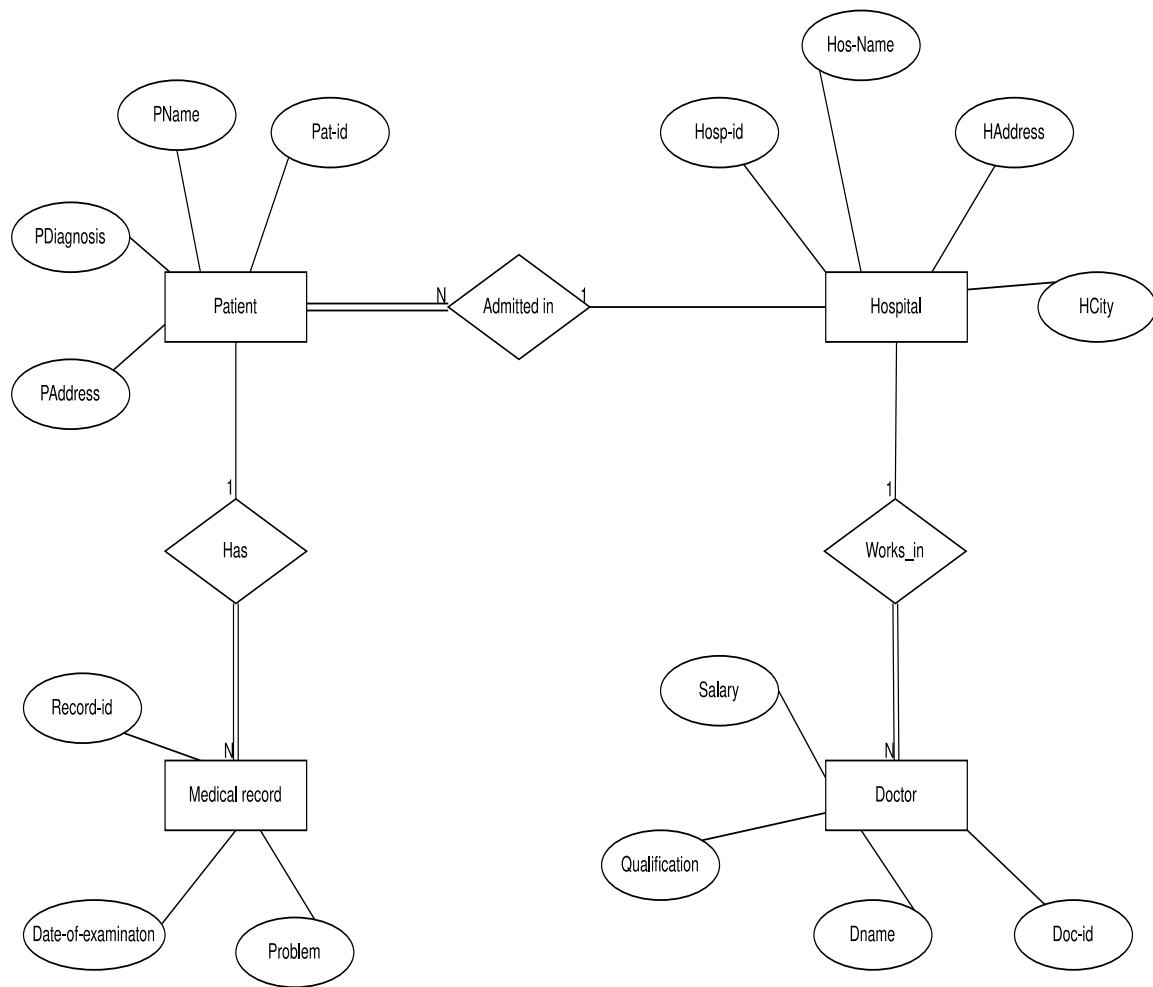 Hos-Name
PName
Pat-id
Hosp-id
HAddress
PDiagnosis
Patient
N
Admitted in
1
Hospital
HCity
PAddress
1
1
Has
Works_in
Record-id
Salary
N
N
Medical record
Doctor
Qualification
Date-of-examinaton
Problem
Dname
Doc-id